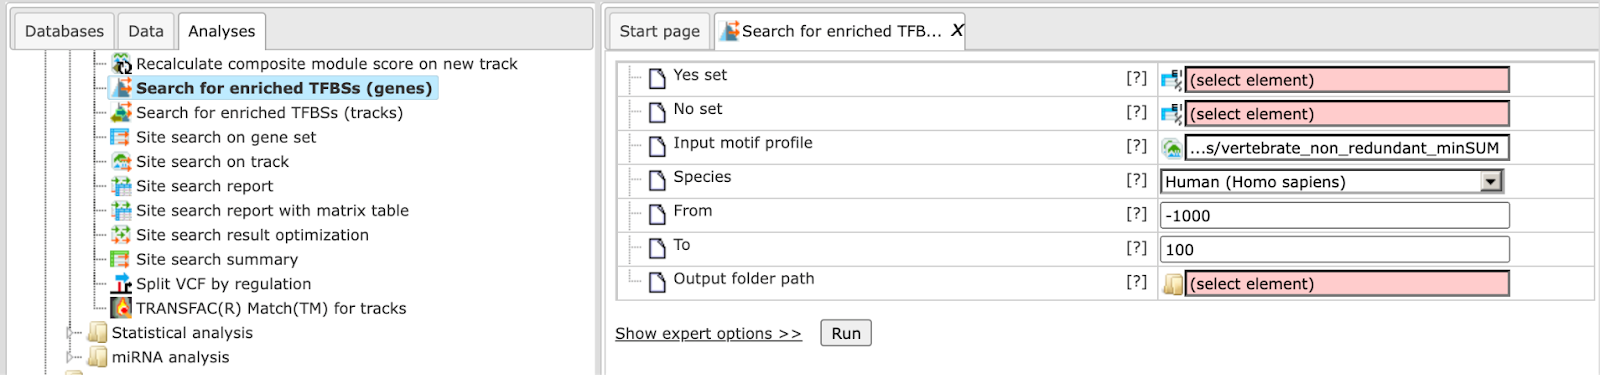 Databases
Data
Analyses
Recalculate composite module score on new track
Search for enriched TFBSs (genes)
Search for enriched TFBSs (tracks)
Site search on gene set
Site search on track
Site search report
Site search report with matrix table
Site search result optimization
Site search summary
Split VCF by regulation
TRANSFAC(R) Match(TM) for tracks
Statistical analysis
miRNA analysis
Start page
Search for enriched TFB... X
Yes set [?] (select element)
No set [?] (select element)
Input motif profile [?] ...s/vertebrate_non_redundant_minSUM
Species [?] Human (Homo sapiens)
From [?] -1000
To [?] 100
Output folder path [?] (select element)
Show expert options >> Run